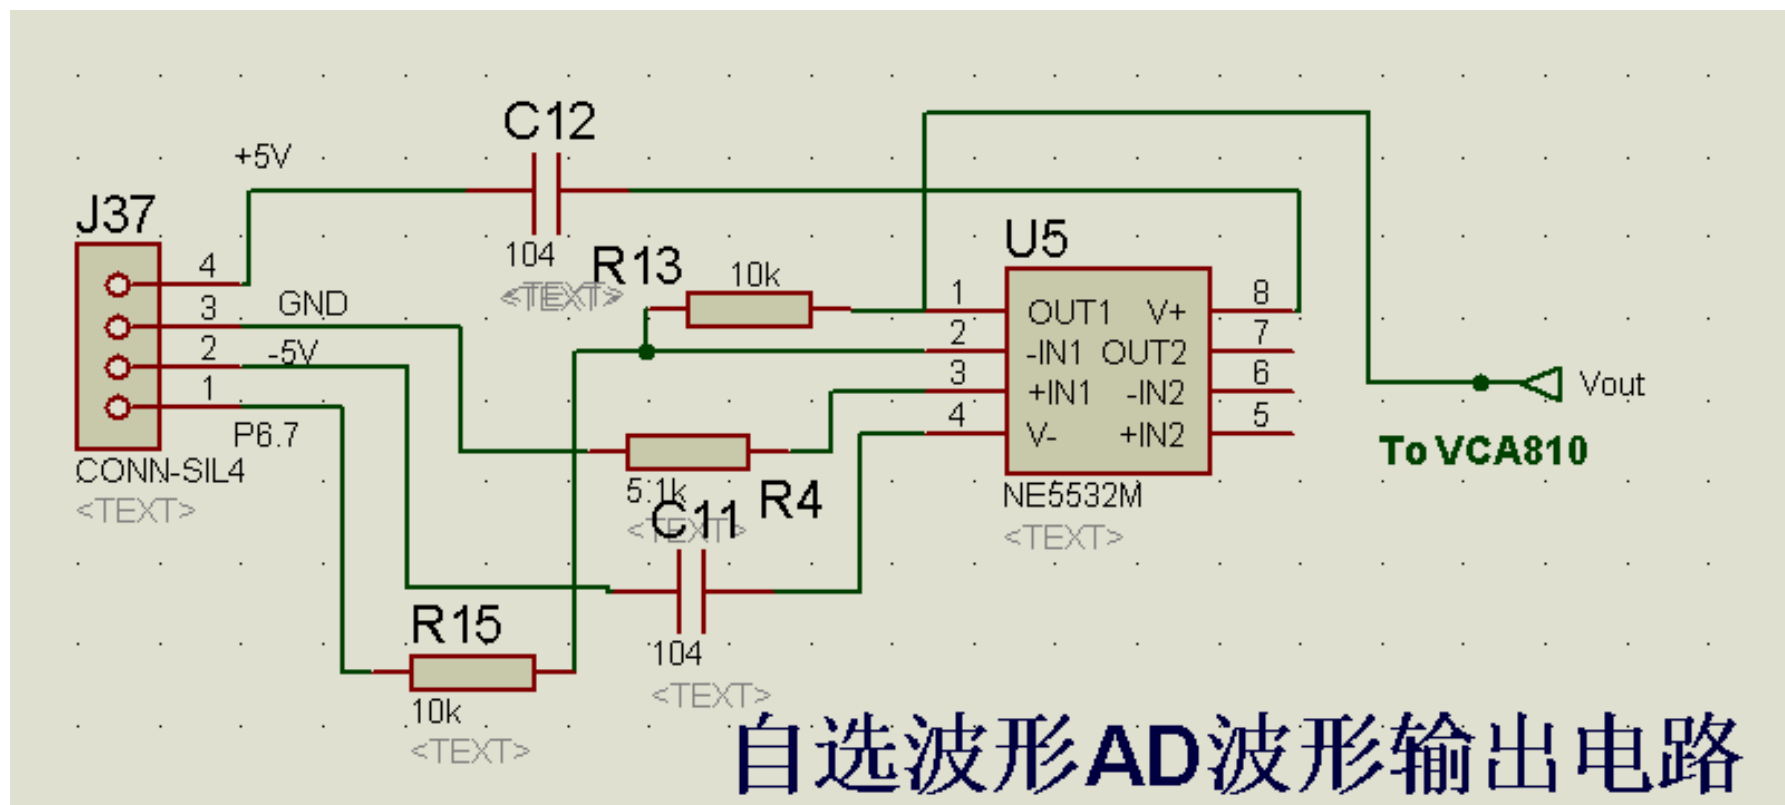 C12
+5V
J37
104
<TEXT>
R13
10k
U5
4
3
2
1
GND
-5V
P6.7
CONN-SIL4
<TEXT>
1
2
3
4
OUT1 V+
-IN1 OUT2
+IN1 -IN2
V- +IN2
8
7
6
5
NE5532M
<TEXT>
Vout
To VCA810
5.1k
R4
<TEXT>
C11
104
<TEXT>
R15
10k
<TEXT>
自选波形AD波形输出电路